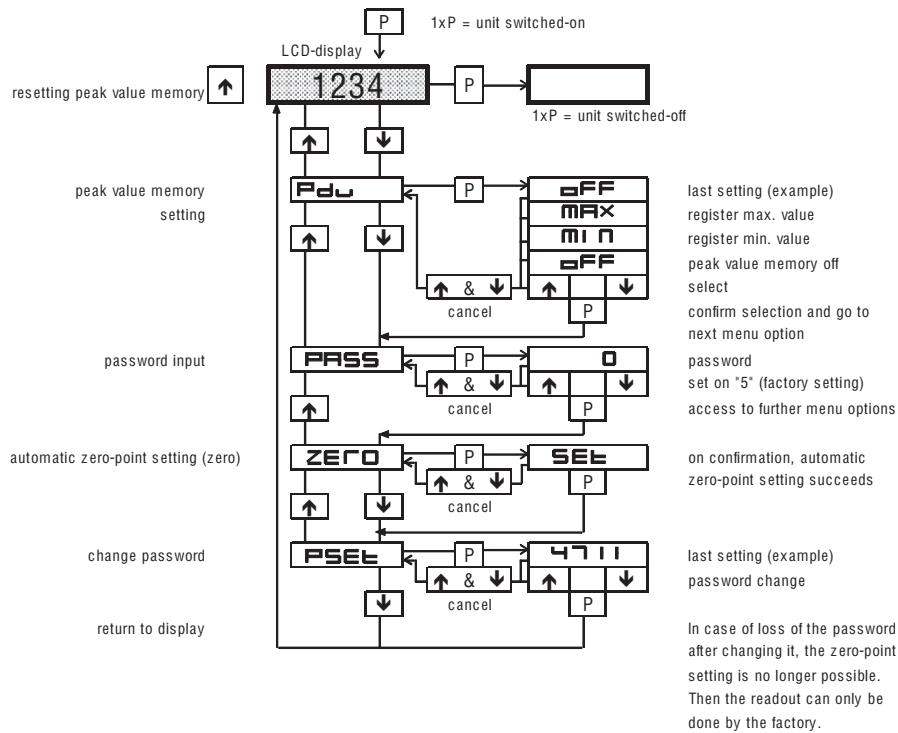 P 1xP = unit switched-on
LCD-display
resetting peak value memory ↑ 1234 P
1xP = unit switched-off
↑ ↓
peak value memory Pdu P oFF last setting (example)
setting MAX register max. value
↑ ↓ MIN register min. value
oFF peak value memory off
↑ & ↓ ↑ ↓ select
cancel P confirm selection and go to
next menu option
password input PASS P 0 password
↑ & ↓ ↑ ↓ set on "5" (factory setting)
↑ cancel P access to further menu options
automatic zero-point setting (zero) ZErO P SEt on confirmation, automatic
↑ & ↓ P zero-point setting succeeds
↑ ↓ cancel
change password PSEt P 4711 last setting (example)
↑ & ↓ ↑ ↓ password change
↓ cancel P
return to display In case of loss of the password
after changing it, the zero-point
setting is no longer possible.
Then the readout can only be
done by the factory.